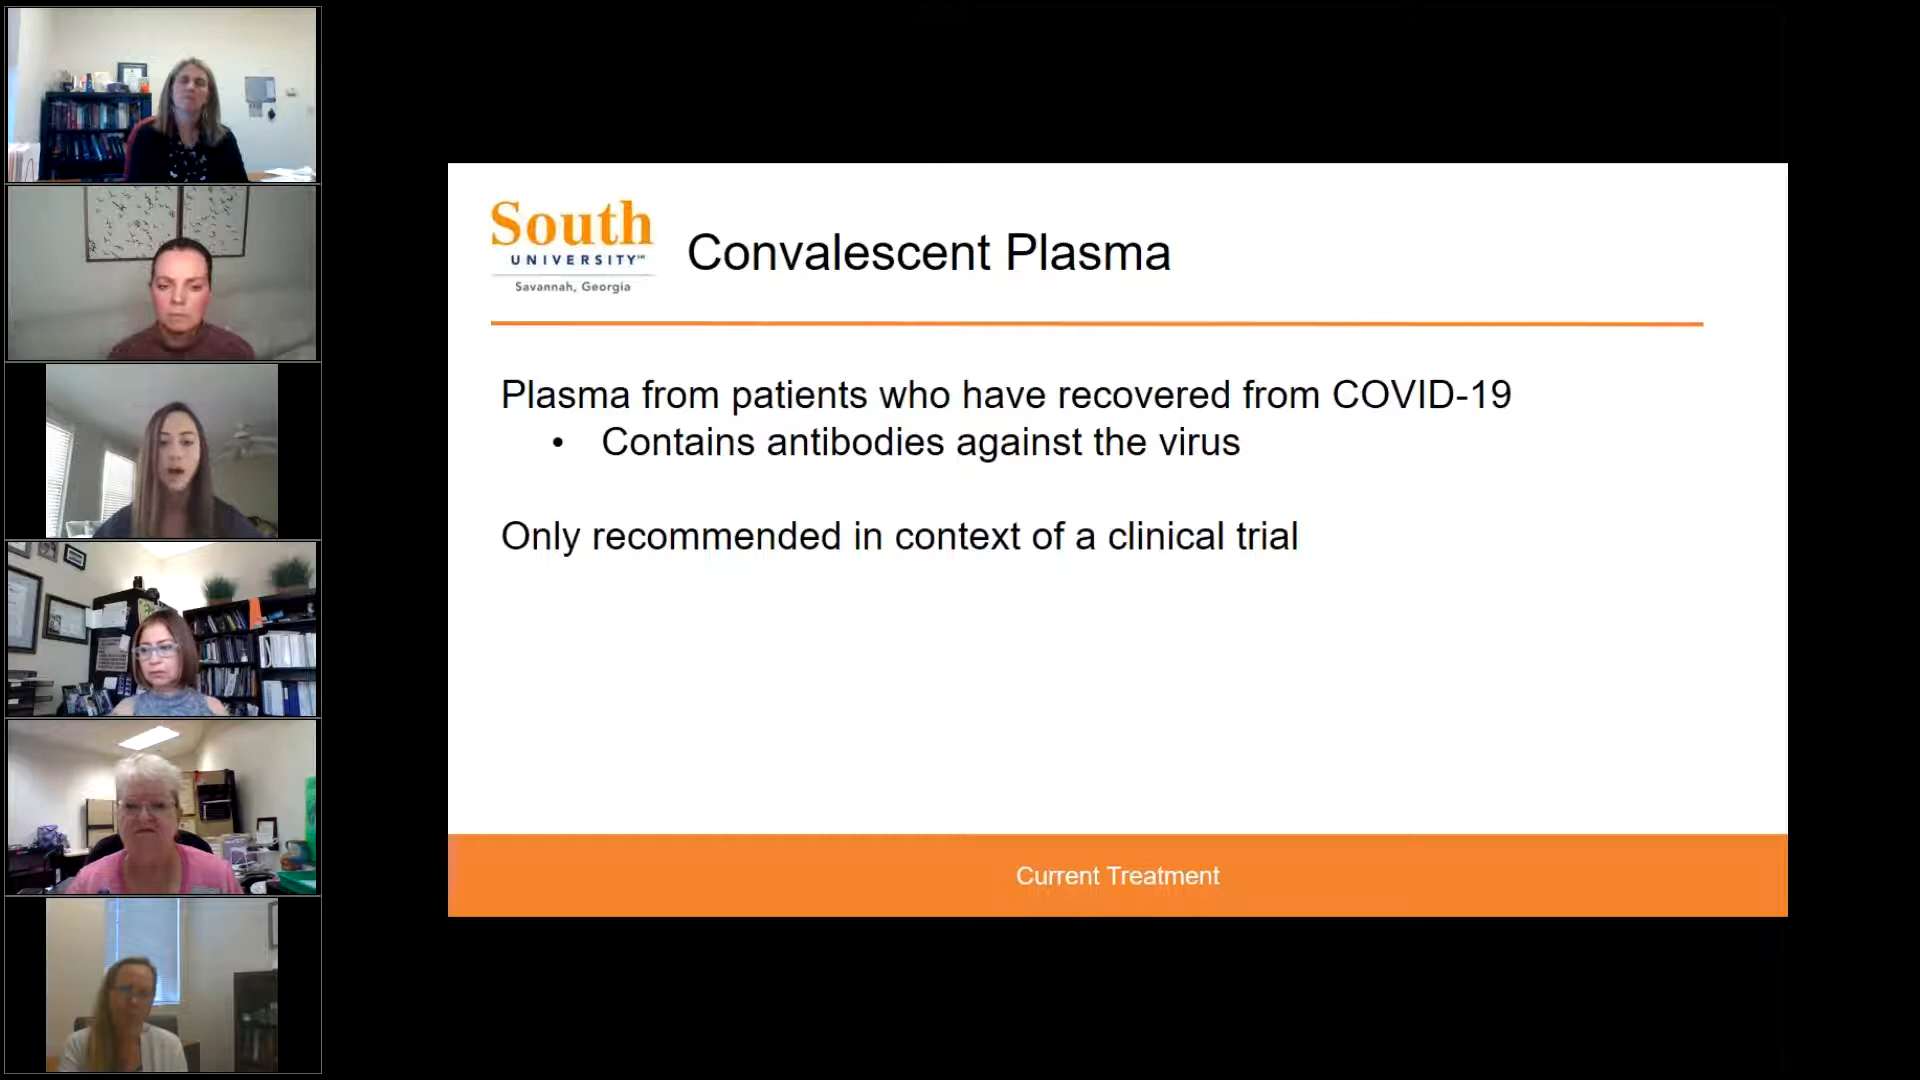 South
UNIVERSITY
Savannah, Georgia
Convalescent Plasma
Plasma from patients who have recovered from COVID-19
• Contains antibodies against the virus
Only recommended in context of a clinical trial
Current Treatment